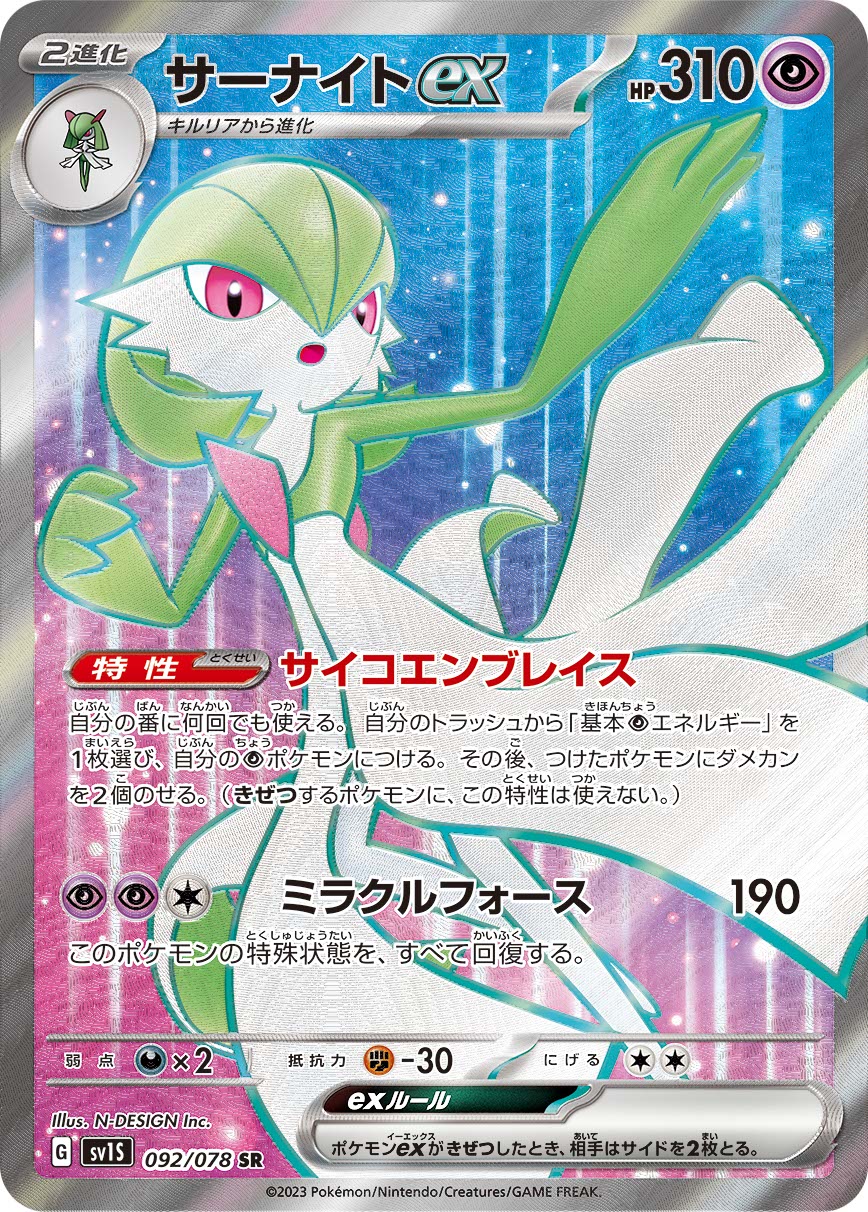 2進化
サーナイトex
HP310
キルリアから進化
特性 とくせい サイコエンブレイス
自分の番に何回でも使える。自分のトラッシュから「基本エネルギー」を
1枚選び、自分のポケモンにつける。その後、つけたポケモンにダメカン
を2個のせる。（きぜつするポケモンに、この特性は使えない。）
ミラクルフォース 190
このポケモンの特殊状態を、すべて回復する。
弱点 ×2 抵抗力 -30 にげる
exルール
ポケモンexがきぜつしたとき、相手はサイドを2枚とる。
Illus. N-DESIGN Inc.
G sv1S 092/078 SR
©2023 Pokémon/Nintendo/Creatures/GAME FREAK.